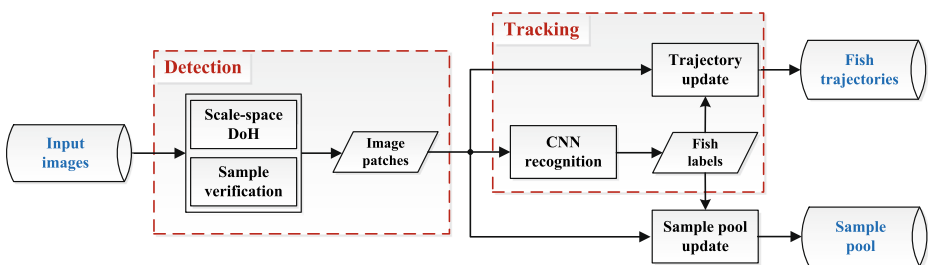 Tracking
Detection
Scale-space
DoH
Sample
verification
Input
images
Image
patches
CNN
recognition
Fish
labels
Trajectory
update
Fish
trajectories
Sample pool
update
Sample
pool